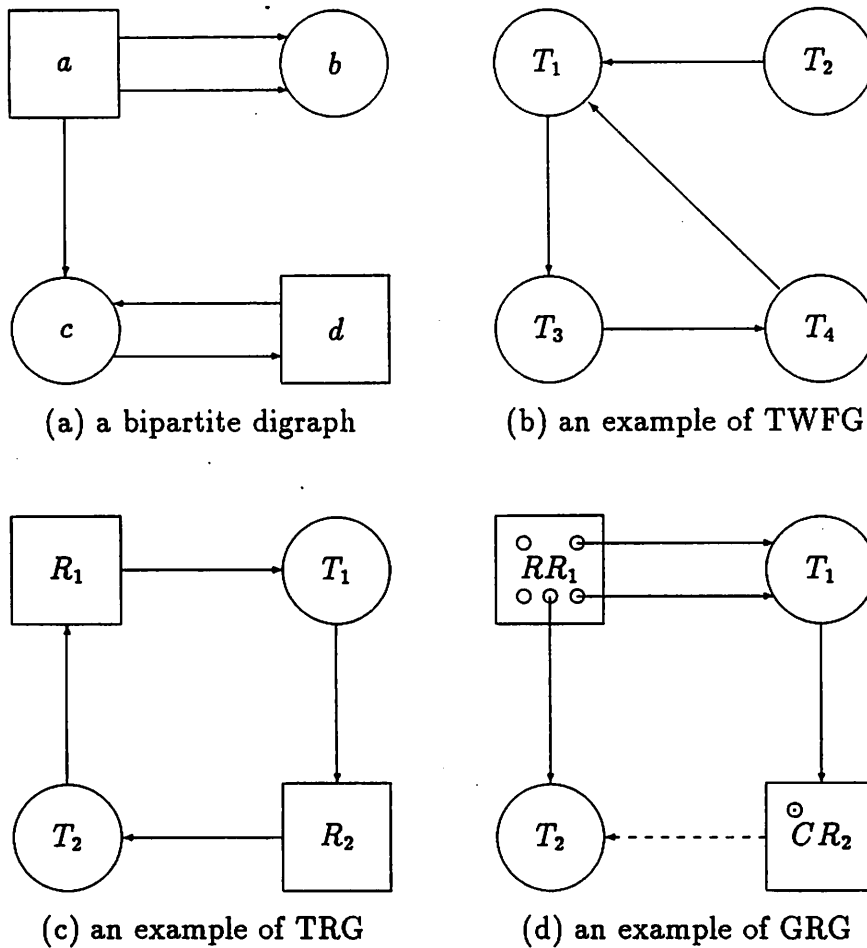 a
b
c
d
(a) a bipartite digraph
T₁
T₂
T₃
T₄
(b) an example of TWFG
R₁
T₁
T₂
R₂
(c) an example of TRG
RR₁
T₁
T₂
CR₂
(d) an example of GRG